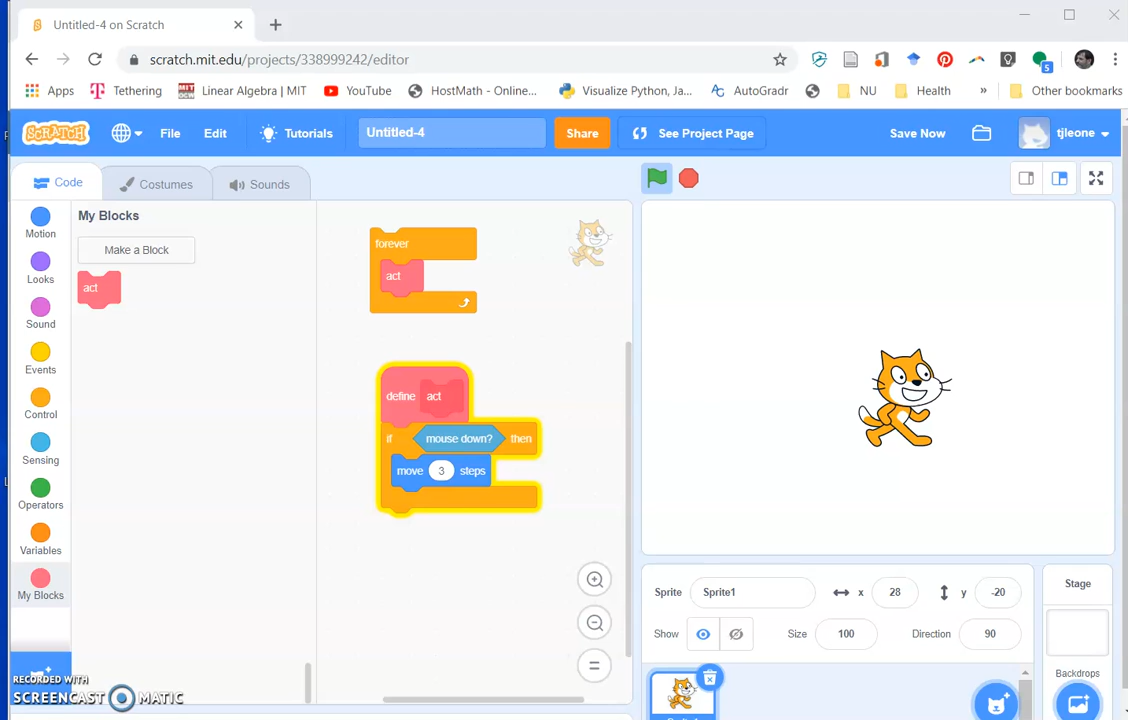 Untitled-4 on Scratch
scratch.mit.edu/projects/338999242/editor
5
Apps Tethering Linear Algebra | MIT YouTube HostMath - Online... Visualize Python, Ja... AutoGradr NU Health » Other bookmarks
SCRATCH File Edit Tutorials Untitled-4 Share See Project Page Save Now tjleone
Code Costumes Sounds
My Blocks
Make a Block
act
Motion
Looks
Sound
Events
Control
Sensing
Operators
Variables
My Blocks
forever
act
define act
if mouse down? then
move 3 steps
Sprite Sprite1 x 28 y -20
Show Size 100 Direction 90
Stage
Backdrops
RECORDED WITH
SCREENCAST MATIC